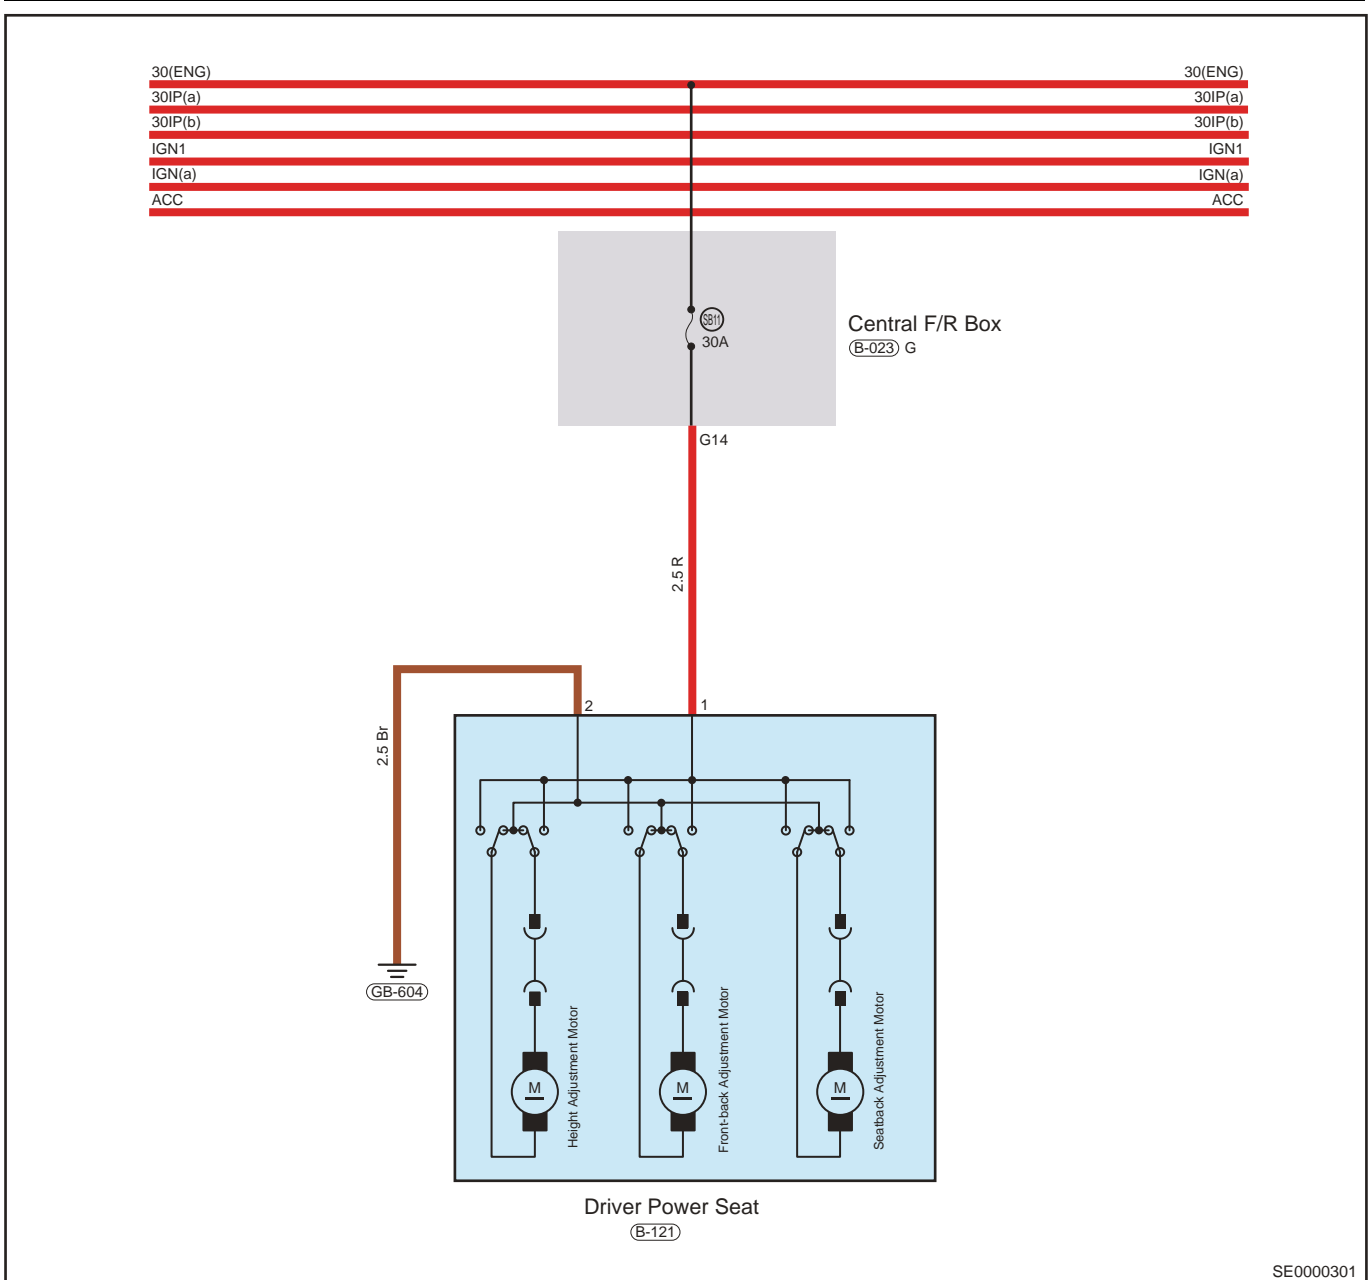 30(ENG) 30(ENG)
30IP(a) 30IP(a)
30IP(b) 30IP(b)
IGN1 IGN1
IGN(a) IGN(a)
ACC ACC
SB11
30A
Central F/R Box
B-023 G
G14
2.5 R
2.5 Br
2 1
GB-604
M M M
Height Adjustment Motor
Front-back Adjustment Motor
Seatback Adjustment Motor
Driver Power Seat
B-121
SE0000301